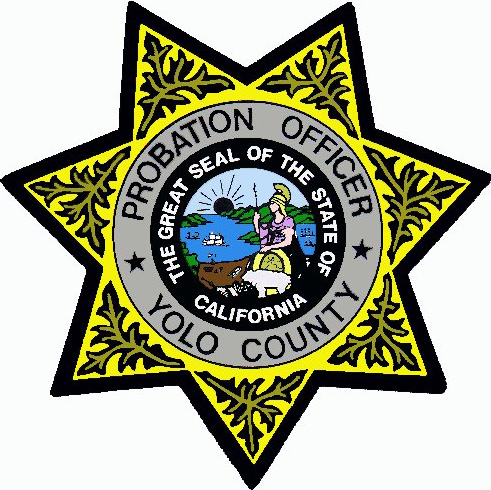 PROBATION OFFICER
YOLO COUNTY
THE GREAT SEAL OF THE STATE OF
CALIFORNIA